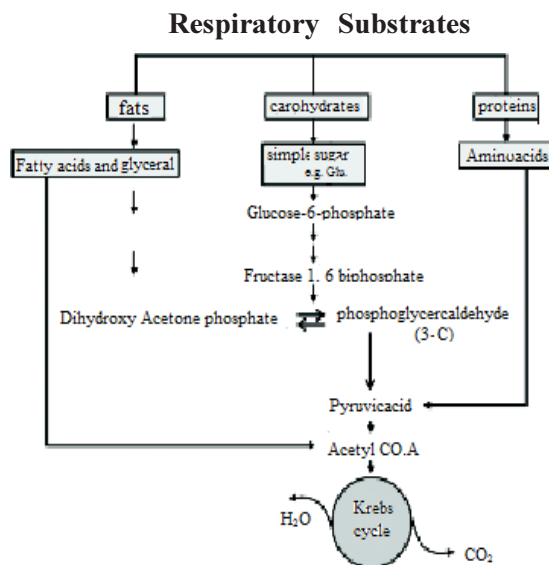 Respiratory Substrates
fats
carohydrates
proteins
Fatty acids and glyceral
simple sugar
e.g. Glu.
Aminoacids
Glucose-6-phosphate
Fructase 1. 6 biphosphate
Dihydroxy Acetone phosphate
phosphoglycercaldehyde
(3-C)
Pyruvicacid
Acetyl CO.A
Krebs
cycle
H₂O
CO₂